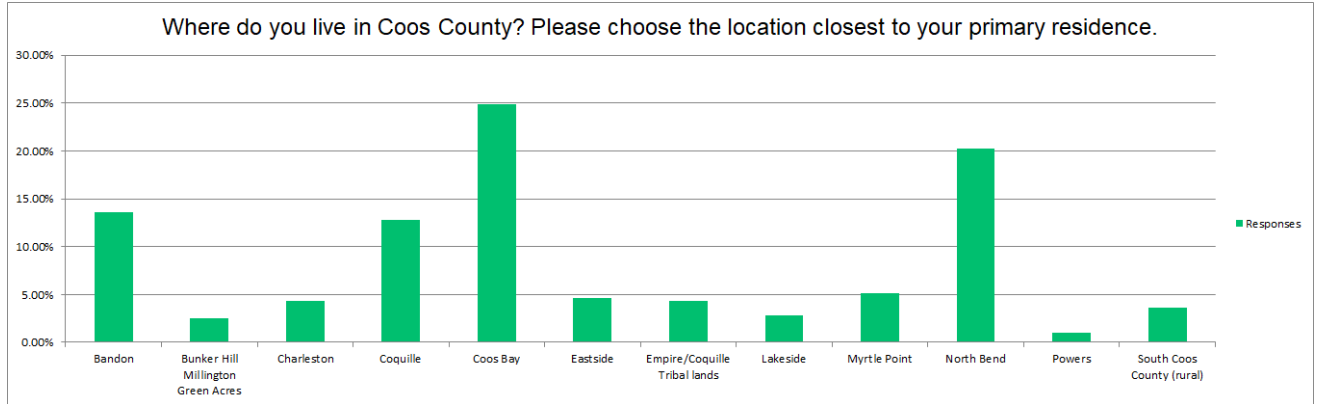 Where do you live in Coos County? Please choose the location closest to your primary residence.
30.00%
25.00%
20.00%
15.00%
10.00%
5.00%
0.00%
Bandon
Bunker Hill
Millington
Green Acres
Charleston
Coquille
Coos Bay
Eastside
Empire/Coquille
Tribal lands
Lakeside
Myrtle Point
North Bend
Powers
South Coos
County (rural)
Responses